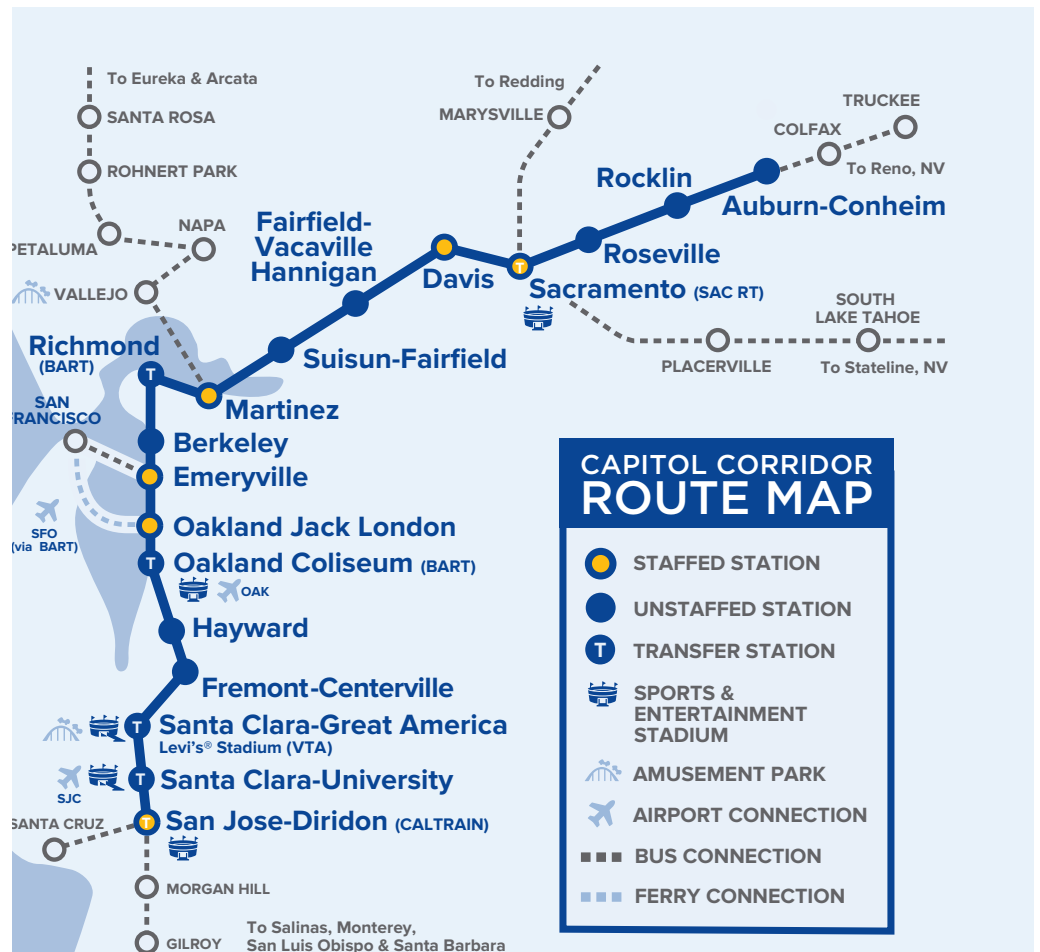 To Eureka & Arcata
SANTA ROSA
ROHNERT PARK
PETALUMA
NAPA
VALLEJO
To Redding
MARYSVILLE
TRUCKEE
COLFAX
To Reno, NV
Rocklin
Auburn-Conheim
Roseville
Fairfield-
Vacaville
Hannigan
Davis
Sacramento (SAC RT)
T
SOUTH
LAKE TAHOE
PLACERVILLE
To Stateline, NV
Suisun-Fairfield
Richmond
(BART)
T
Martinez
SAN
FRANCISCO
Berkeley
Emeryville
SFO
(via BART)
Oakland Jack London
Oakland Coliseum (BART)
T
OAK
Hayward
Fremont-Centerville
Santa Clara-Great America
Levi's® Stadium (VTA)
T
Santa Clara-University
T
SJC
San Jose-Diridon (CALTRAIN)
T
SANTA CRUZ
MORGAN HILL
GILROY
To Salinas, Monterey,
San Luis Obispo & Santa Barbara
CAPITOL CORRIDOR
ROUTE MAP
STAFFED STATION
UNSTAFFED STATION
T TRANSFER STATION
SPORTS &
ENTERTAINMENT
STADIUM
AMUSEMENT PARK
AIRPORT CONNECTION
BUS CONNECTION
FERRY CONNECTION